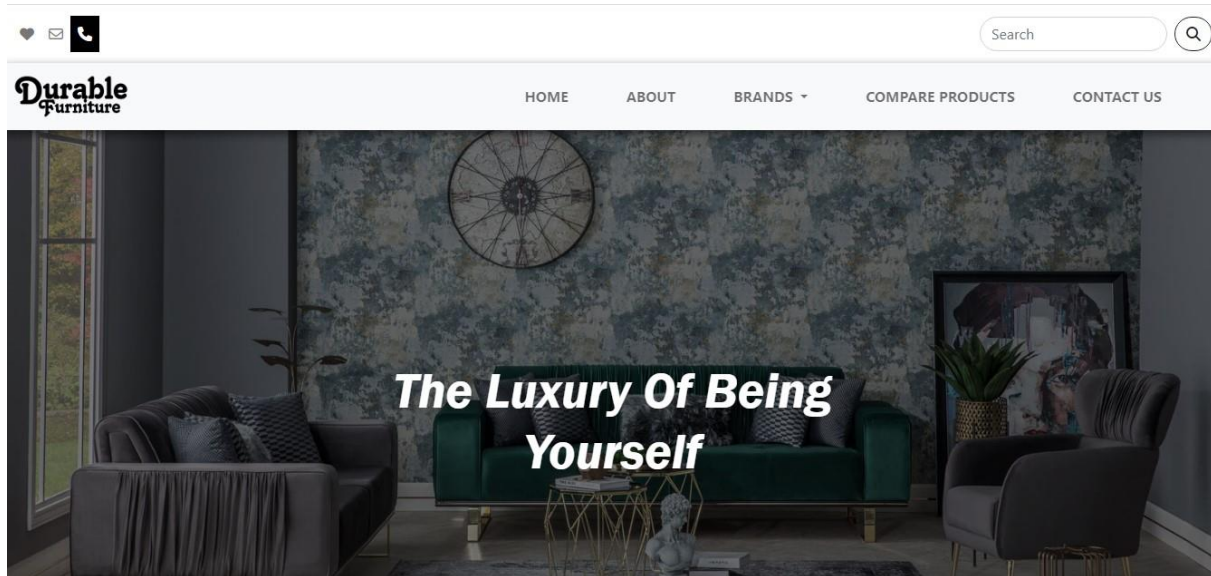 Search
Durable
Furniture
HOME ABOUT BRANDS COMPARE PRODUCTS CONTACT US
The Luxury Of Being
Yourself